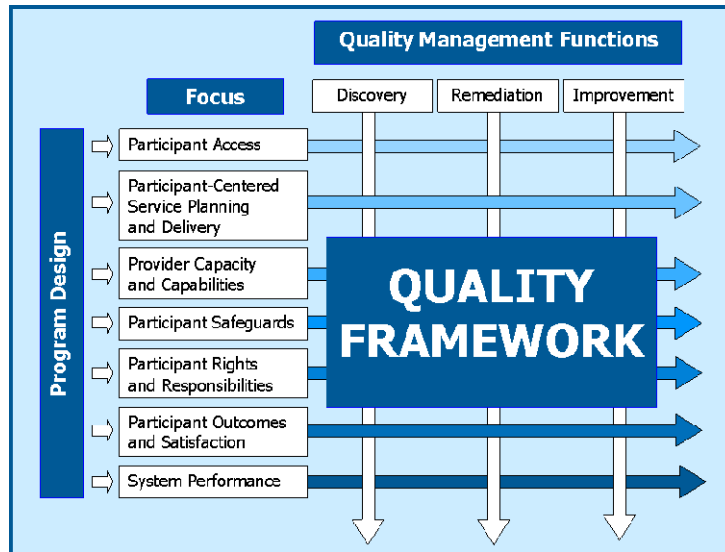 Quality Management Functions
Focus
Discovery
Remediation
Improvement
Program Design
Participant Access
Participant-Centered
Service Planning
and Delivery
Provider Capacity
and Capabilities
Participant Safeguards
Participant Rights
and Responsibilities
Participant Outcomes
and Satisfaction
System Performance
QUALITY
FRAMEWORK